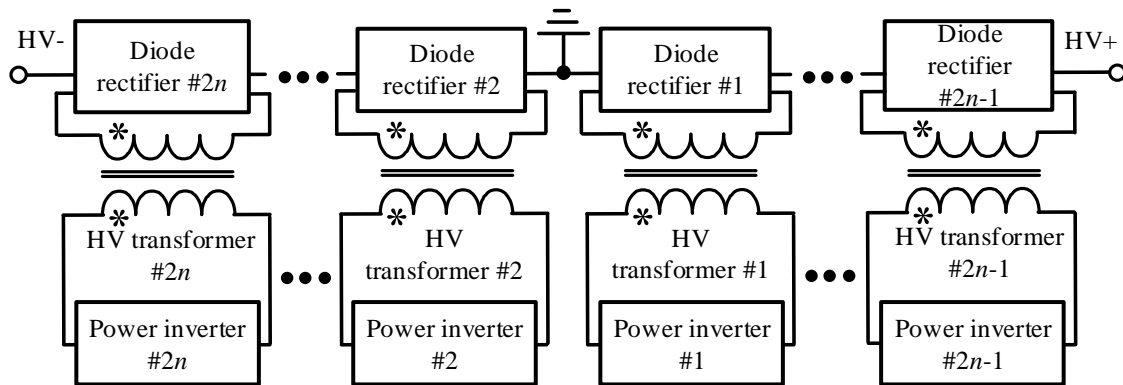 HV-
Diode
rectifier #2n
Diode
rectifier #2
Diode
rectifier #1
Diode
rectifier
#2n-1
HV+
*
*
*
*
*
*
*
*
HV transformer
#2n
HV
transformer #2
HV
transformer #1
HV transformer
#2n-1
Power inverter
#2n
Power inverter
#2
Power inverter
#1
Power inverter
#2n-1